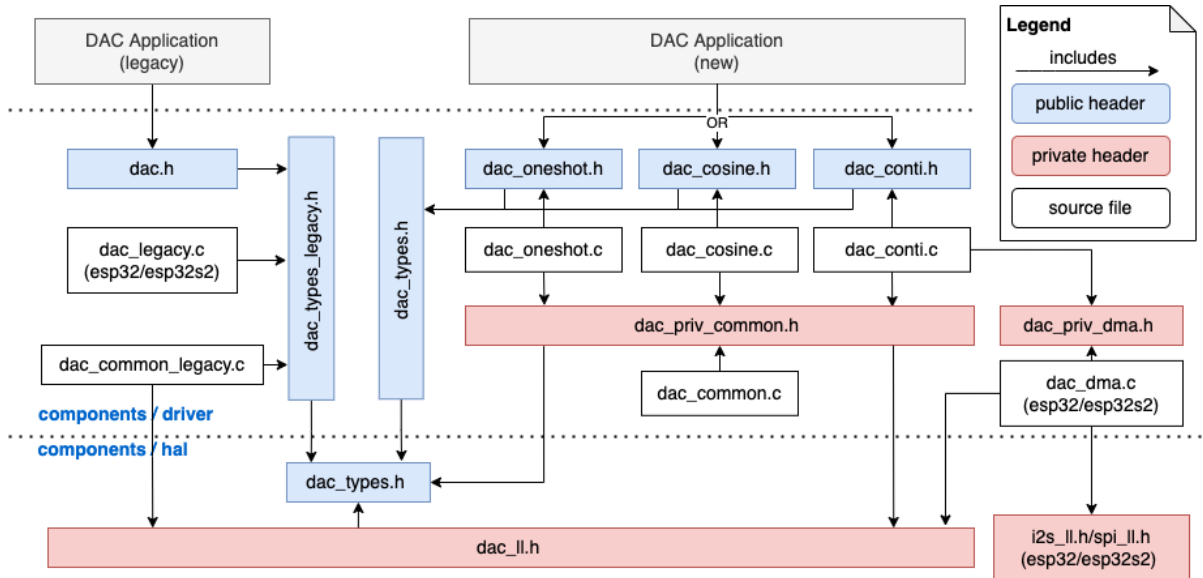 DAC Application
(legacy)
DAC Application
(new)
Legend
includes
public header
private header
source file
OR
dac.h
dac_types_legacy.h
dac_types.h
dac_oneshot.h
dac_cosine.h
dac_conti.h
dac_legacy.c
(esp32/esp32s2)
dac_oneshot.c
dac_cosine.c
dac_conti.c
dac_priv_common.h
dac_priv_dma.h
dac_common_legacy.c
dac_common.c
dac_dma.c
(esp32/esp32s2)
components / driver
components / hal
dac_types.h
dac_ll.h
i2s_ll.h/spi_ll.h
(esp32/esp32s2)